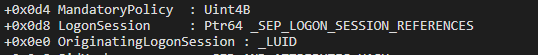 +0x0d4 MandatoryPolicy : Uint4B
+0x0d8 LogonSession : Ptr64 _SEP_LOGON_SESSION_REFERENCES
+0x0e0 OriginatingLogonSession : _LUID